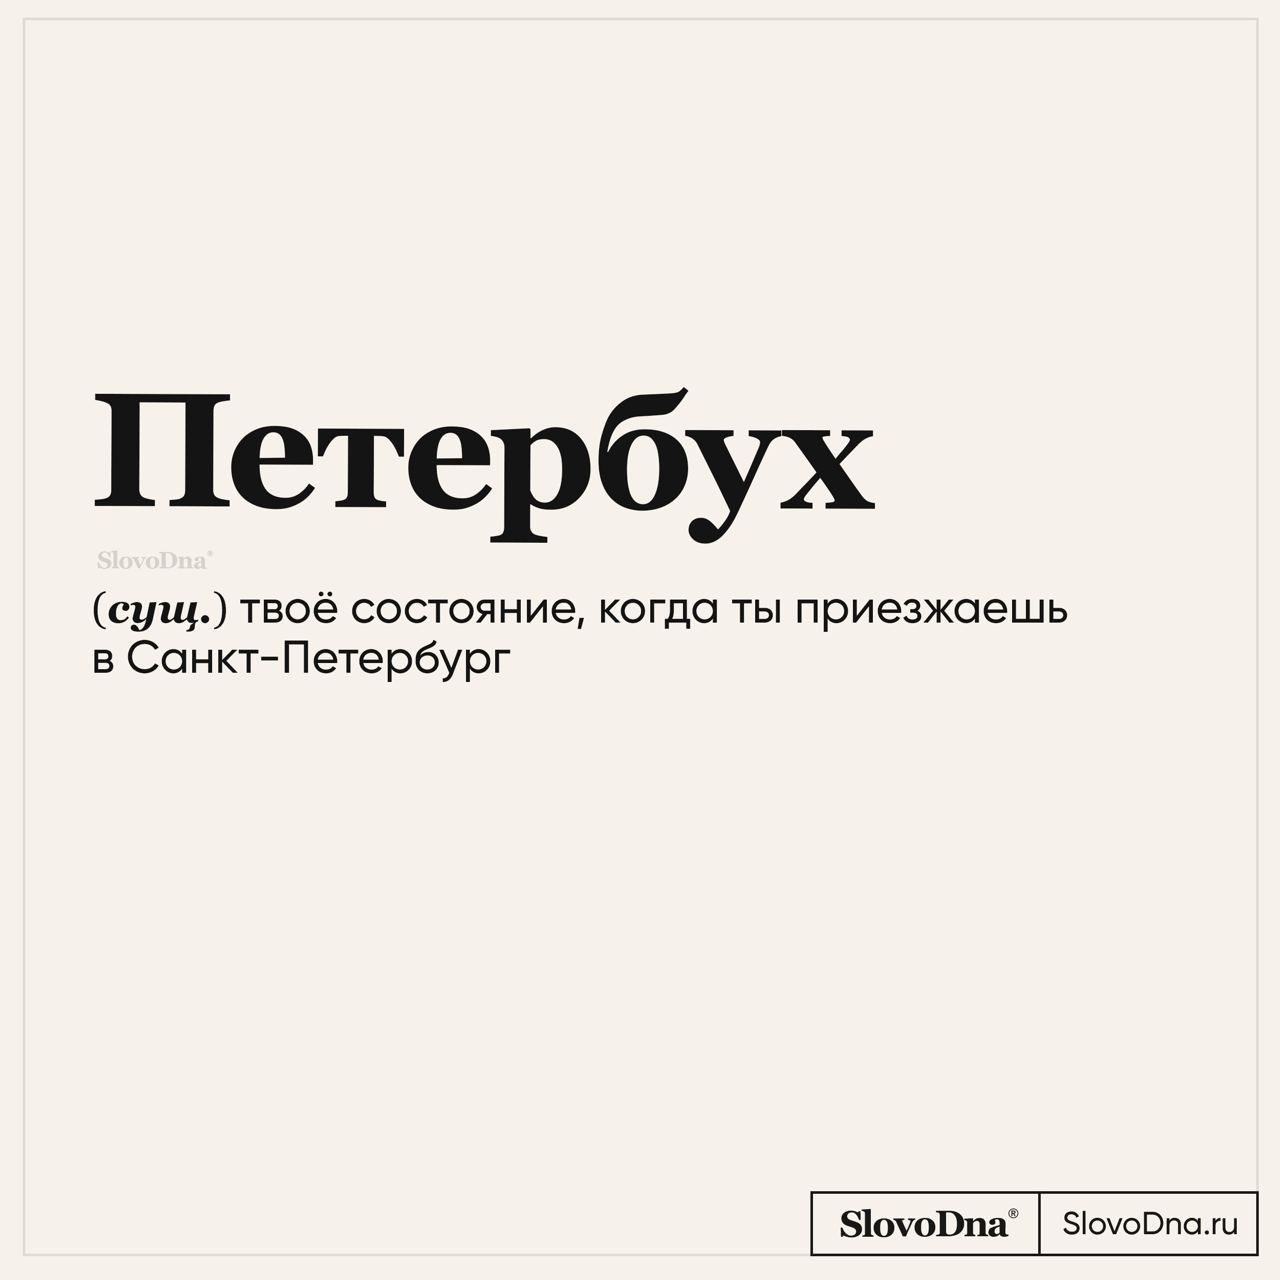 Петербух
SlovoDna®
(сущ.) твоё состояние, когда ты приезжаешь
в Санкт-Петербург
SlovoDna® SlovoDna.ru